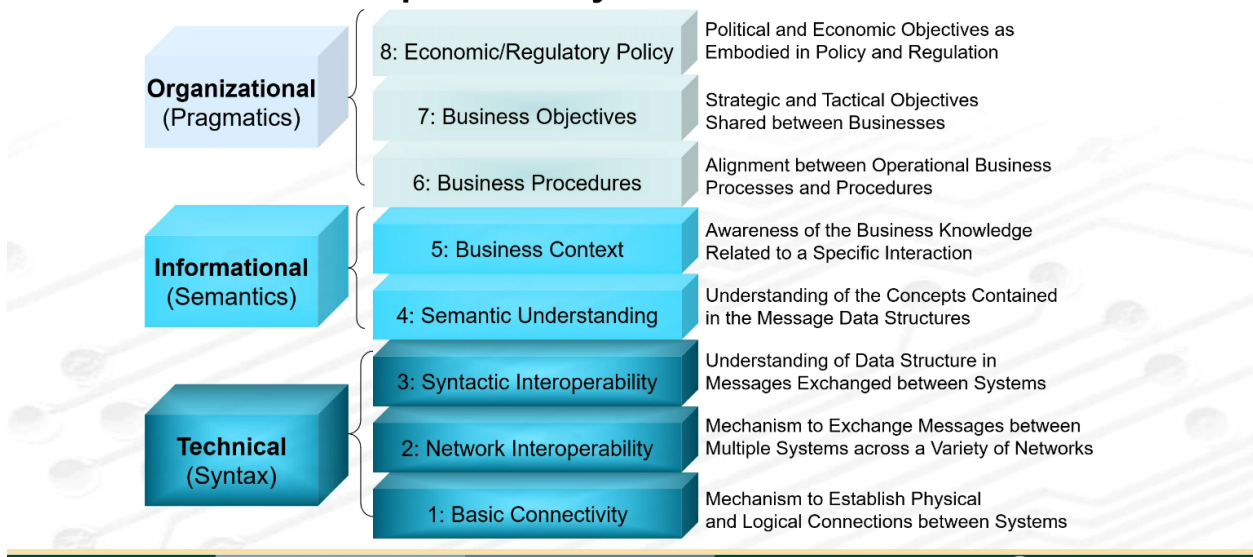 Organizational
(Pragmatics)
8: Economic/Regulatory Policy
Political and Economic Objectives as
Embodied in Policy and Regulation
7: Business Objectives
Strategic and Tactical Objectives
Shared between Businesses
6: Business Procedures
Alignment between Operational Business
Processes and Procedures
Informational
(Semantics)
5: Business Context
Awareness of the Business Knowledge
Related to a Specific Interaction
4: Semantic Understanding
Understanding of the Concepts Contained
in the Message Data Structures
Technical
(Syntax)
3: Syntactic Interoperability
Understanding of Data Structure in
Messages Exchanged between Systems
2: Network Interoperability
Mechanism to Exchange Messages between
Multiple Systems across a Variety of Networks
1: Basic Connectivity
Mechanism to Establish Physical
and Logical Connections between Systems